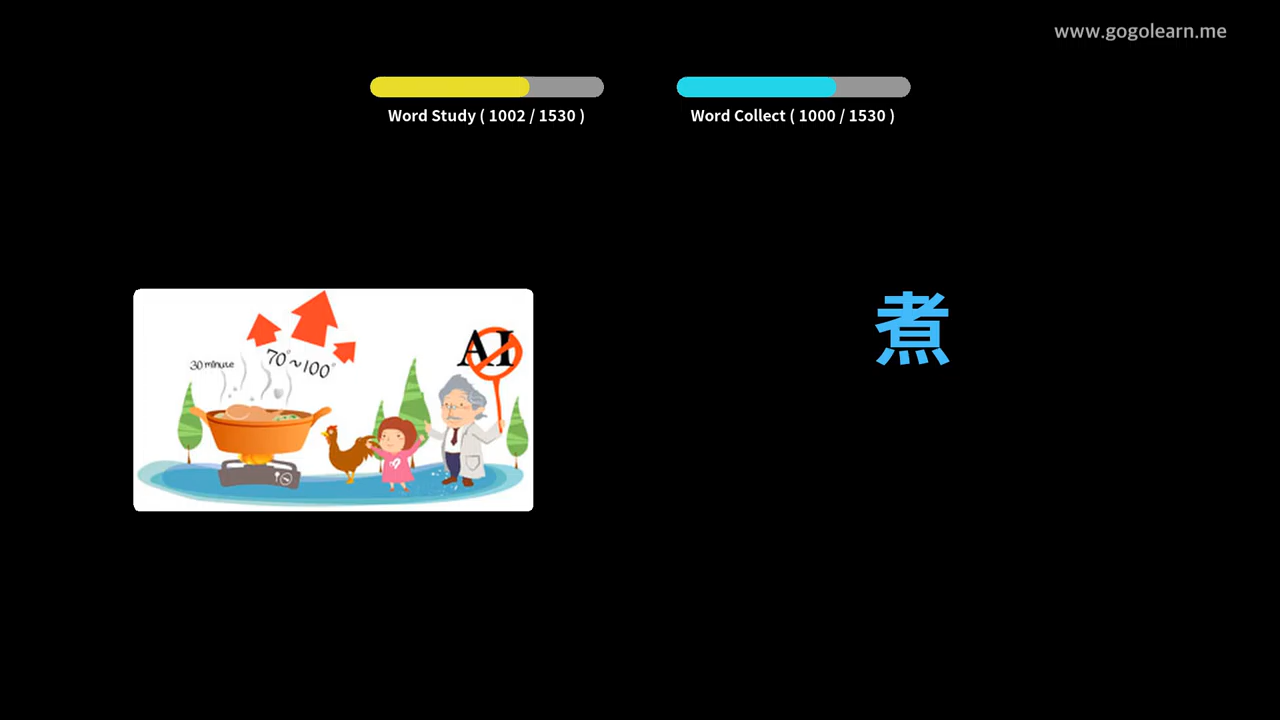 www.gogolearn.me
Word Study ( 1002 / 1530 )
Word Collect ( 1000 / 1530 )
30 minute
70°~100°
AI
煮